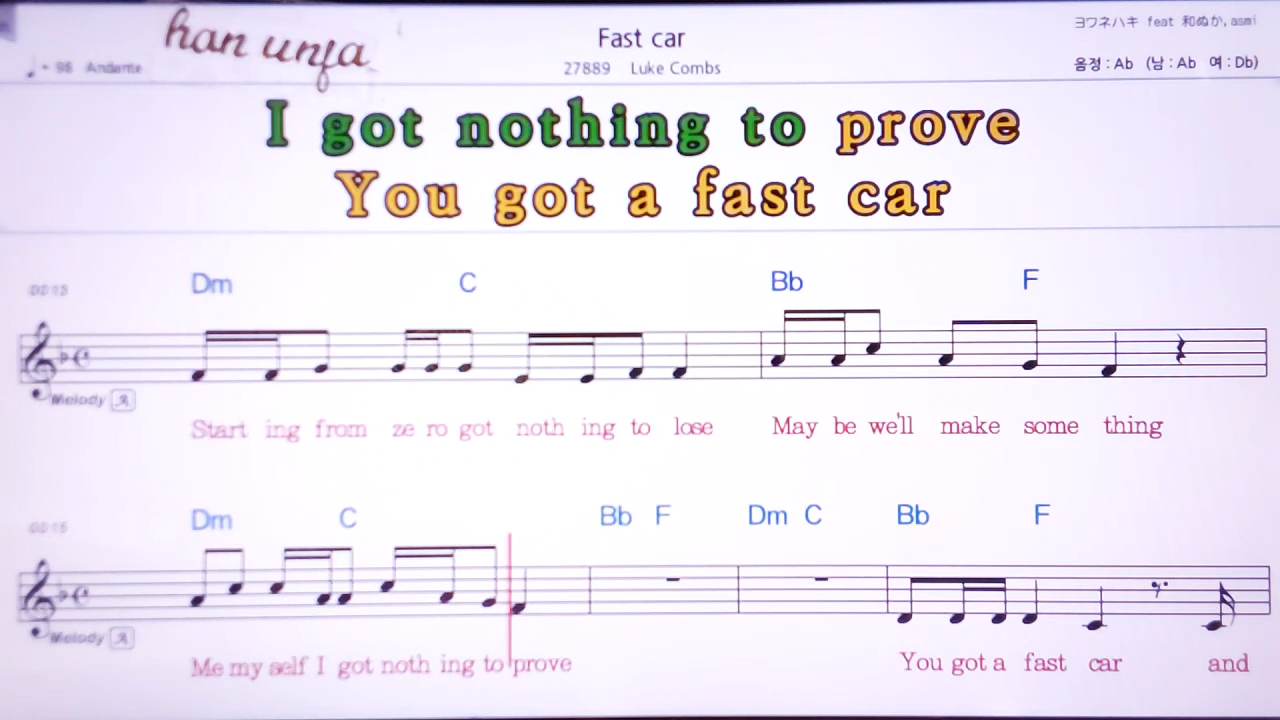 han unja
Fast car
ヨワネハキ feat 和ぬか, asmi
♩= 98 Andante
27889 Luke Combs
음정 : Ab (남 : Ab 여 : Db)
I got nothing to prove
You got a fast car
Dm C Bb F
Melody
Start ing from ze ro got noth ing to lose May be we'll make some thing
Dm C Bb F Dm C Bb F
Melody
Me my self I got noth ing to prove You got a fast car and